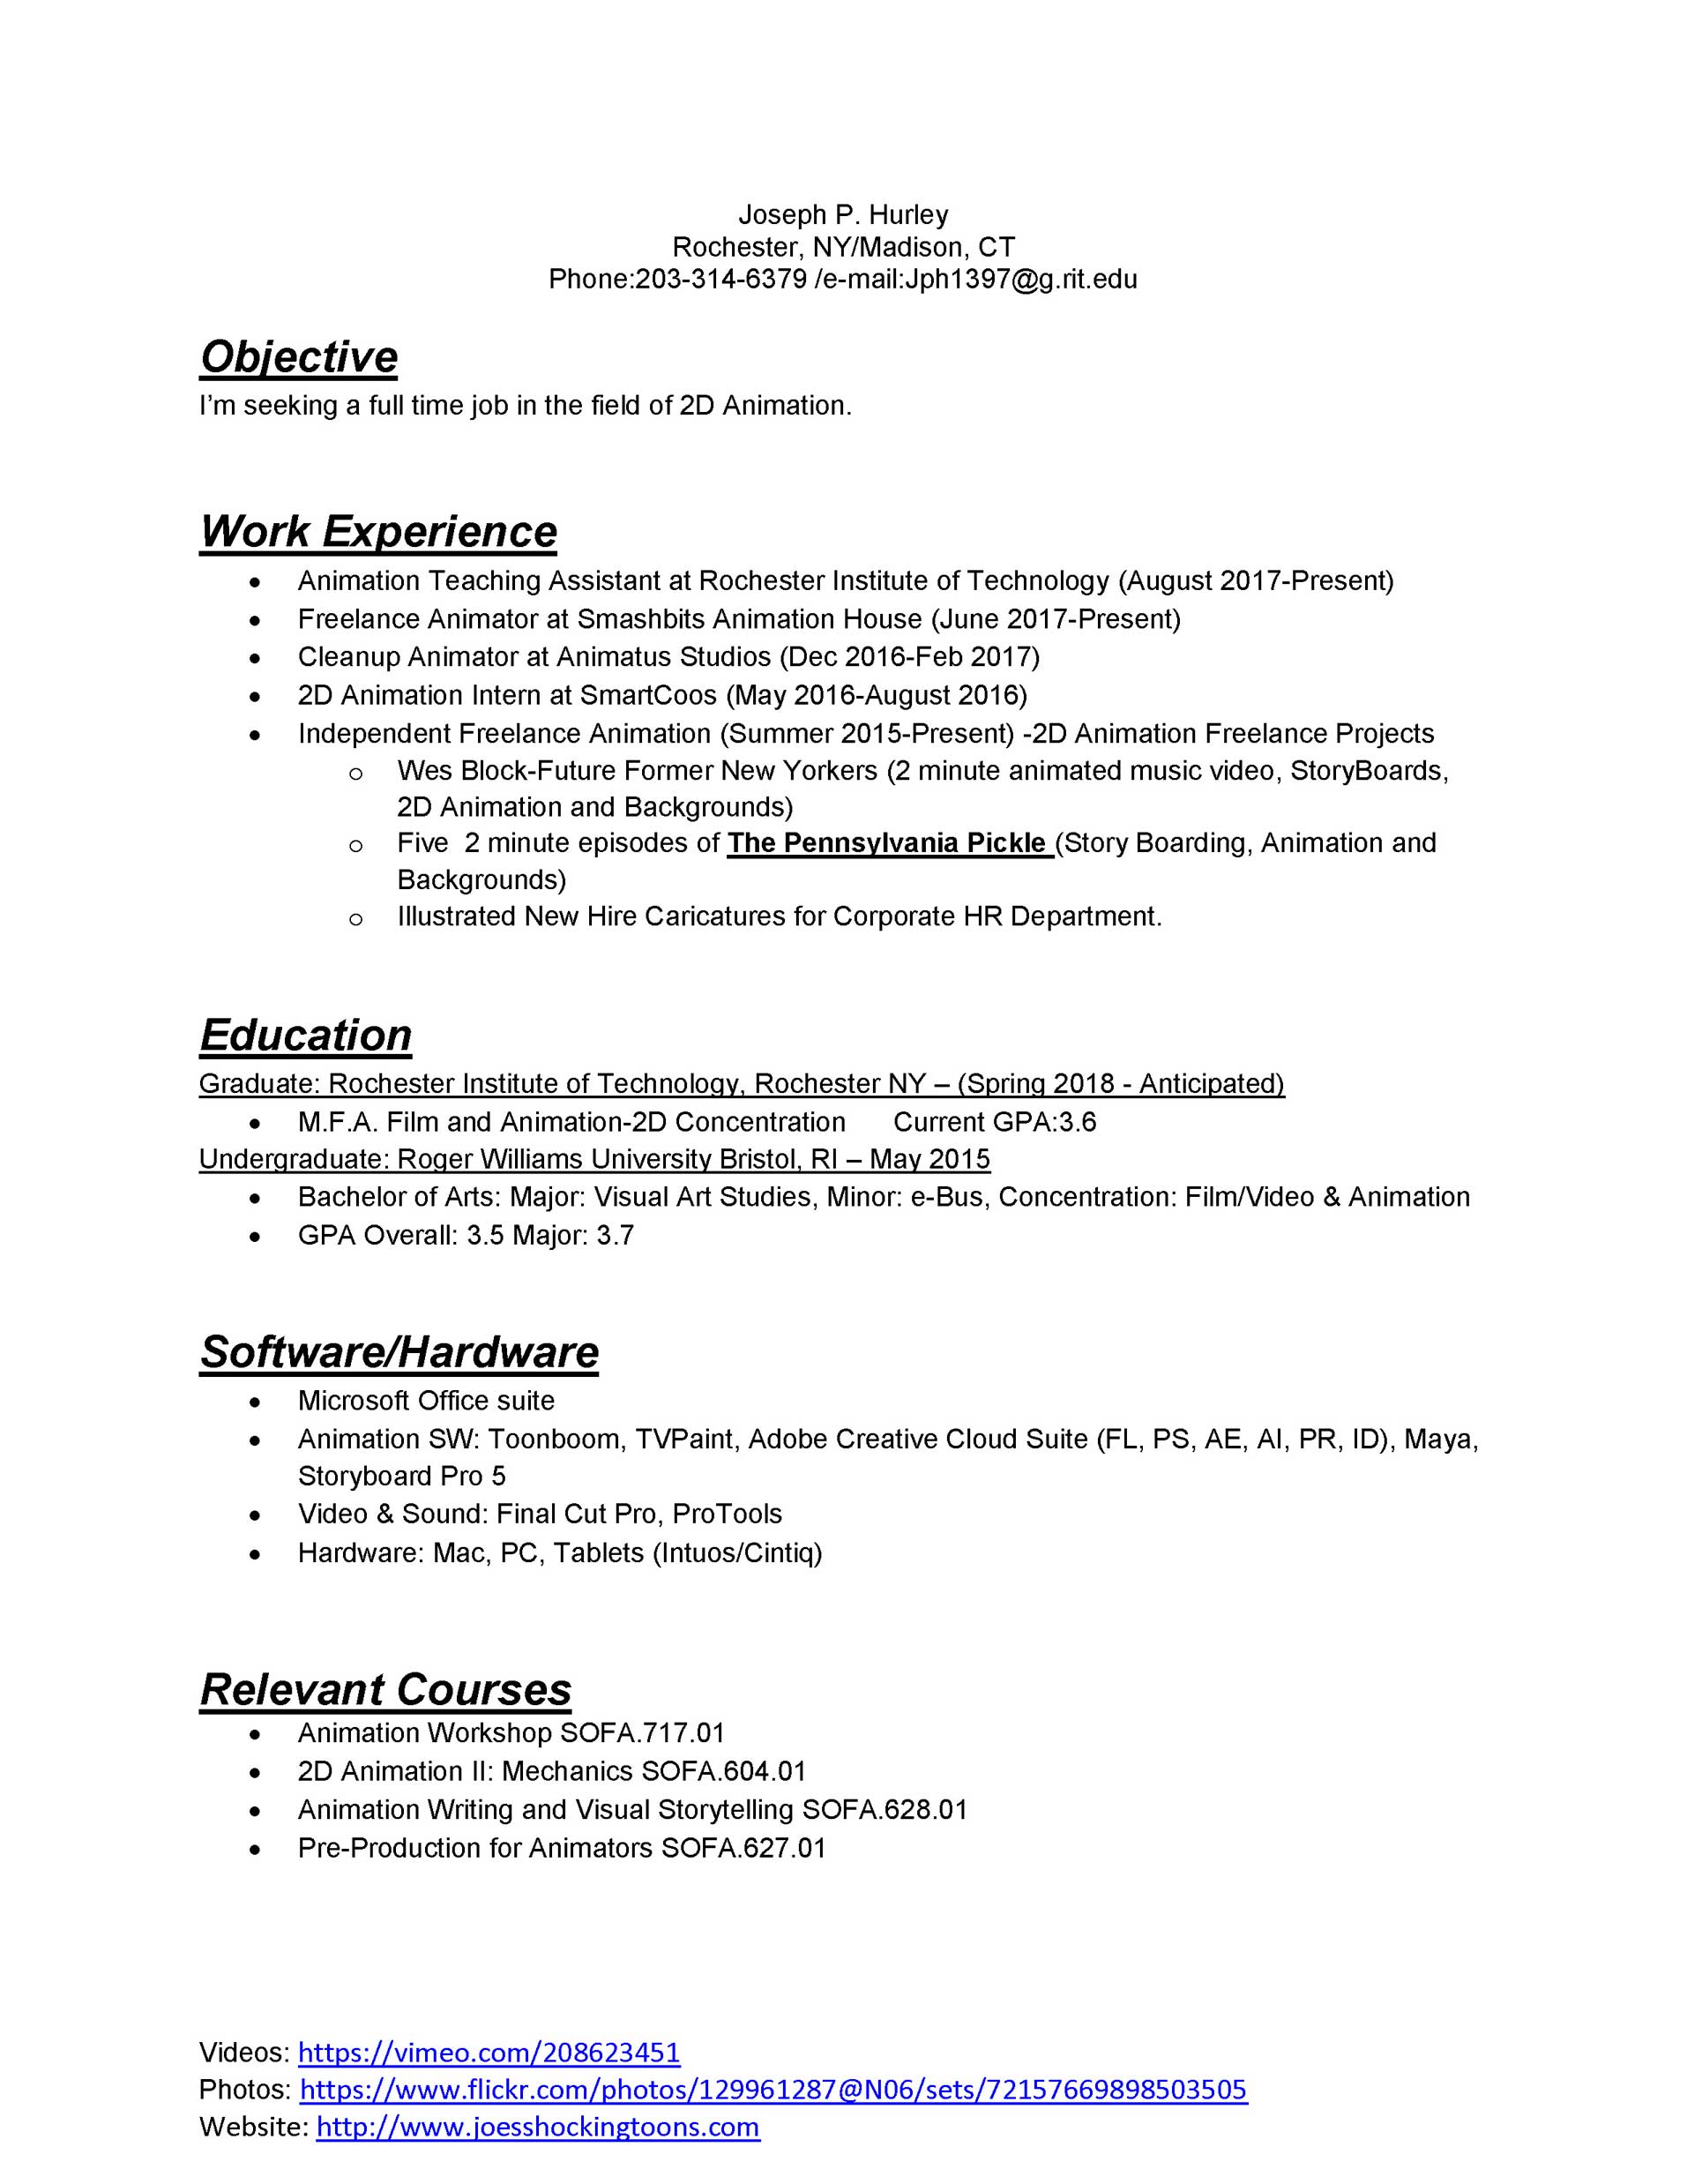 Joseph P. Hurley
Rochester, NY/Madison, CT
Phone:203-314-6379 /e-mail:Jph1397@g.rit.edu
Objective
I'm seeking a full time job in the field of 2D Animation.
Work Experience
• Animation Teaching Assistant at Rochester Institute of Technology (August 2017-Present)
• Freelance Animator at Smashbits Animation House (June 2017-Present)
• Cleanup Animator at Animatus Studios (Dec 2016-Feb 2017)
• 2D Animation Intern at SmartCoos (May 2016-August 2016)
• Independent Freelance Animation (Summer 2015-Present) -2D Animation Freelance Projects
o Wes Block-Future Former New Yorkers (2 minute animated music video, StoryBoards,
2D Animation and Backgrounds)
o Five 2 minute episodes of The Pennsylvania Pickle (Story Boarding, Animation and
Backgrounds)
o Illustrated New Hire Caricatures for Corporate HR Department.
Education
Graduate: Rochester Institute of Technology, Rochester NY – (Spring 2018 - Anticipated)
• M.F.A. Film and Animation-2D Concentration Current GPA:3.6
Undergraduate: Roger Williams University Bristol, RI – May 2015
• Bachelor of Arts: Major: Visual Art Studies, Minor: e-Bus, Concentration: Film/Video & Animation
• GPA Overall: 3.5 Major: 3.7
Software/Hardware
• Microsoft Office suite
• Animation SW: Toonboom, TVPaint, Adobe Creative Cloud Suite (FL, PS, AE, AI, PR, ID), Maya,
Storyboard Pro 5
• Video & Sound: Final Cut Pro, ProTools
• Hardware: Mac, PC, Tablets (Intuos/Cintiq)
Relevant Courses
• Animation Workshop SOFA.717.01
• 2D Animation II: Mechanics SOFA.604.01
• Animation Writing and Visual Storytelling SOFA.628.01
• Pre-Production for Animators SOFA.627.01
Videos: https://vimeo.com/208623451
Photos: https://www.flickr.com/photos/129961287@N06/sets/72157669898503505
Website: http://www.joesshockingtoons.com